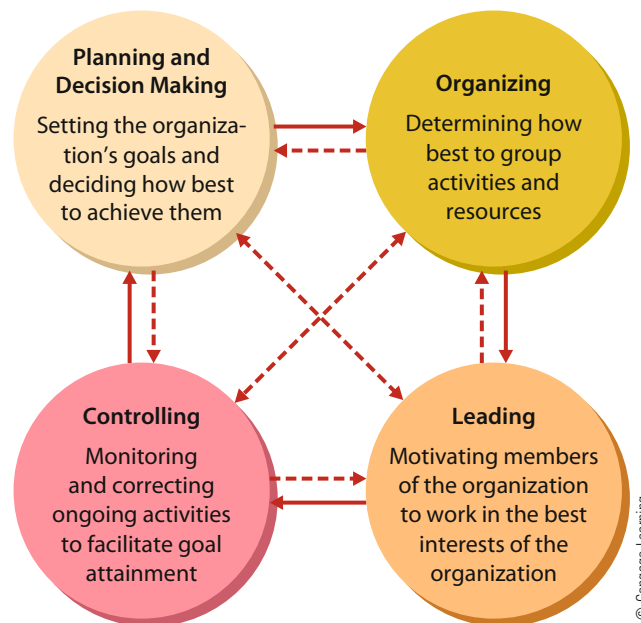 Planning and
Decision Making
Setting the organiza-
tion's goals and
deciding how best
to achieve them
Organizing
Determining how
best to group
activities and
resources
Controlling
Monitoring
and correcting
ongoing activities
to facilitate goal
attainment
Leading
Motivating members
of the organization
to work in the best
interests of the
organization
© Cengage Learning